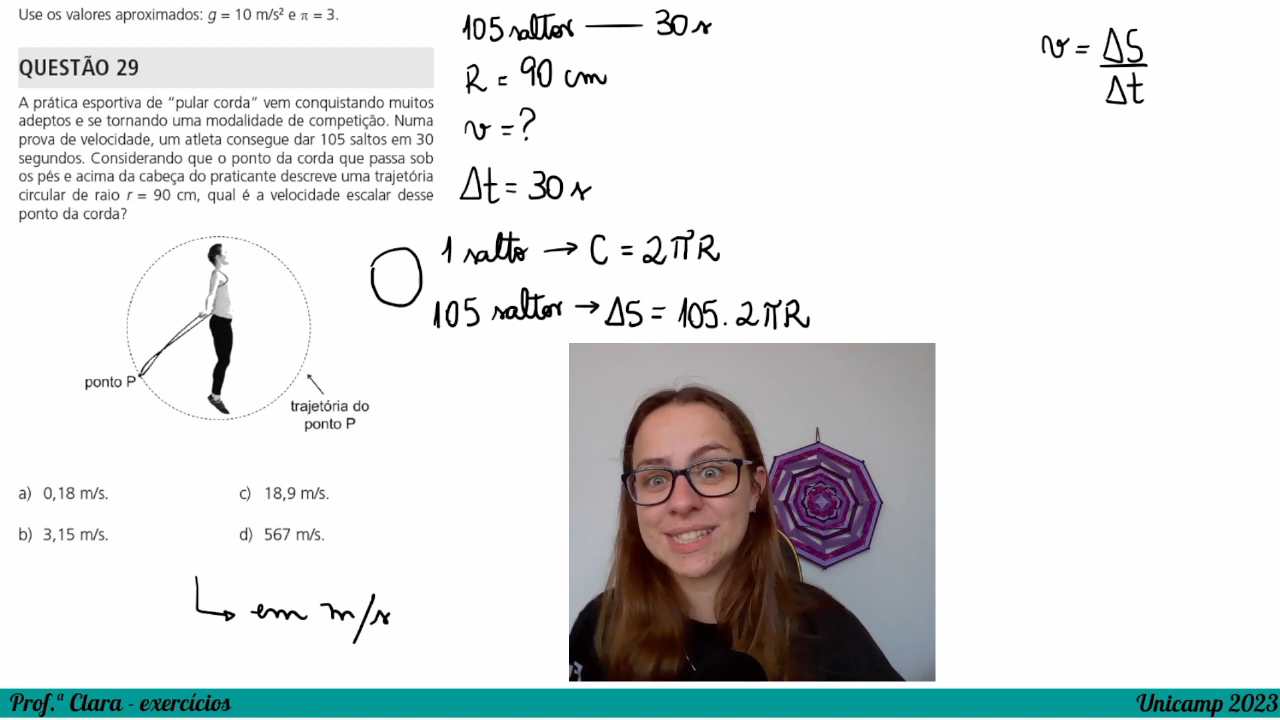 Use os valores aproximados: g = 10 m/s² e π = 3.
QUESTÃO 29
A prática esportiva de “pular corda” vem conquistando muitos
adeptos e se tornando uma modalidade de competição. Numa
prova de velocidade, um atleta consegue dar 105 saltos em 30
segundos. Considerando que o ponto da corda que passa sob
os pés e acima da cabeça do praticante descreve uma trajetória
circular de raio r = 90 cm, qual é a velocidade escalar desse
ponto da corda?
ponto P
trajetória do
ponto P
a) 0,18 m/s.
c) 18,9 m/s.
b) 3,15 m/s.
d) 567 m/s.
↳ em m/s
105 saltos — 30 s
R = 90 cm
v = ?
Δt = 30 s
1 salto → C = 2πR
105 saltos → ΔS = 105. 2πR
v = ΔS
Δt
Prof.ª Clara - exercícios
Unicamp 2023